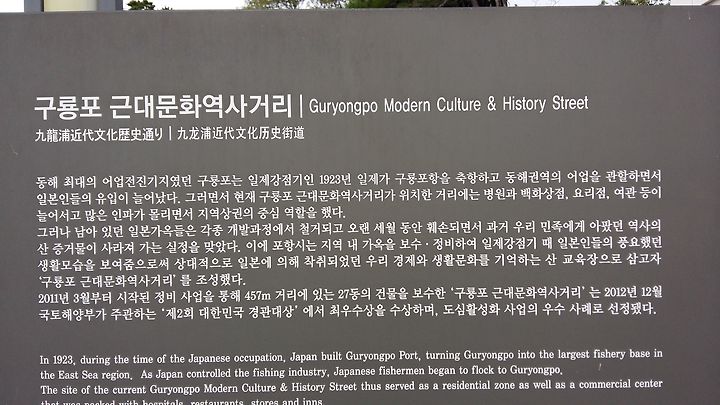 구룡포 근대문화역사거리 | Guryongpo Modern Culture & History Street
九龍浦近代文化歴史通り | 九龙浦近代文化历史街道
동해 최대의 어업전진기지였던 구룡포는 일제강점기인 1923년 일제가 구룡포항을 축항하고 동해권역의 어업을 관할하면서
일본인들의 유입이 늘어났다. 그러면서 현재 구룡포 근대문화역사거리가 위치한 거리에는 병원과 백화상점, 요리점, 여관 등이
늘어서고 많은 인파가 몰리면서 지역상권의 중심 역할을 했다.
그러나 남아 있던 일본가옥들은 각종 개발과정에서 철거되고 오랜 세월 동안 훼손되면서 과거 우리 민족에게 아팠던 역사의
산 증거물이 사라져 가는 실정을 맞았다. 이에 포항시는 지역 내 가옥을 보수·정비하여 일제강점기 때 일본인들의 풍요했던
생활모습을 보여줌으로써 상대적으로 일본에 의해 착취되었던 우리 경제와 생활문화를 기억하는 산 교육장으로 삼고자
‘구룡포 근대문화역사거리’를 조성했다.
2011년 3월부터 시작된 정비 사업을 통해 457m 거리에 있는 27동의 건물을 보수한 ‘구룡포 근대문화역사거리’는 2012년 12월
국토해양부가 주관하는 ‘제2회 대한민국 경관대상’에서 최우수상을 수상하며, 도심활성화 사업의 우수 사례로 선정됐다.
In 1923, during the time of the Japanese occupation, Japan built Guryongpo Port, turning Guryongpo into the largest fishery base in
the East Sea region. As Japan controlled the fishing industry, Japanese fishermen began to flock to Guryongpo.
The site of the current Guryongpo Modern Culture & History Street thus served as a residential zone as well as a commercial center
that was packed with hospitals, restaurants, stores and inns.